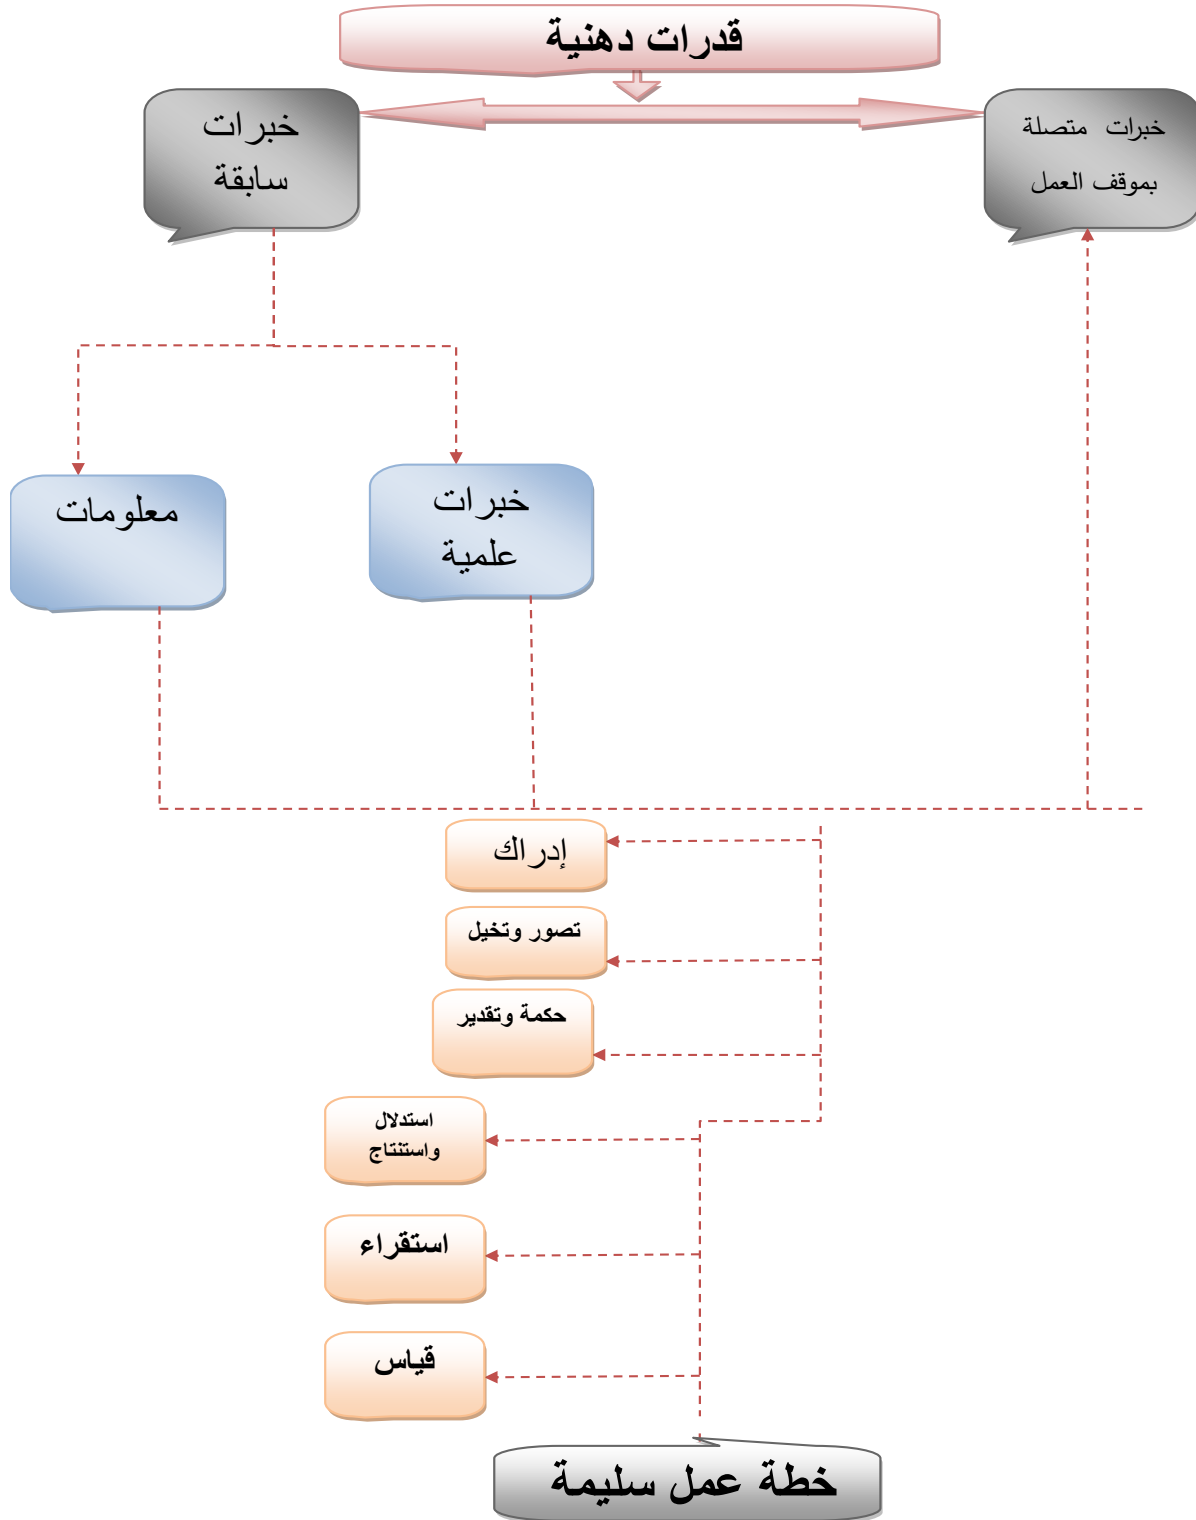 قدرات دهنية
خبرات متصلة
بموقف العمل
خبرات
سابقة
خبرات
علمية
معلومات
إدراك
تصور وتخيل
حكمة وتقدير
استدلال
واستنتاج
استقراء
قياس
خطة عمل سليمة